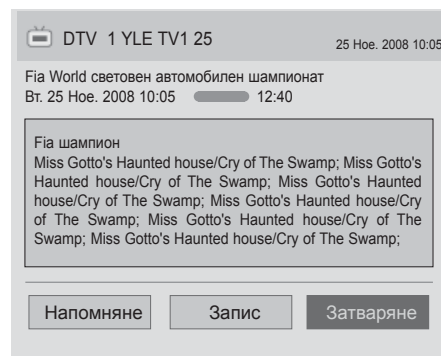 DTV 1 YLE TV1 25
25 Ное. 2008 10:05
Fia World световен автомобилен шампионат
Вт. 25 Ное. 2008 10:05 12:40
Fia шампион
Miss Gotto's Haunted house/Cry of The Swamp; Miss Gotto's
Haunted house/Cry of The Swamp; Miss Gotto's Haunted
house/Cry of The Swamp; Miss Gotto's Haunted house/Cry
of The Swamp; Miss Gotto's Haunted house/Cry of The
Swamp; Miss Gotto's Haunted house/Cry of The Swamp;
Напомняне
Запис
Затваряне